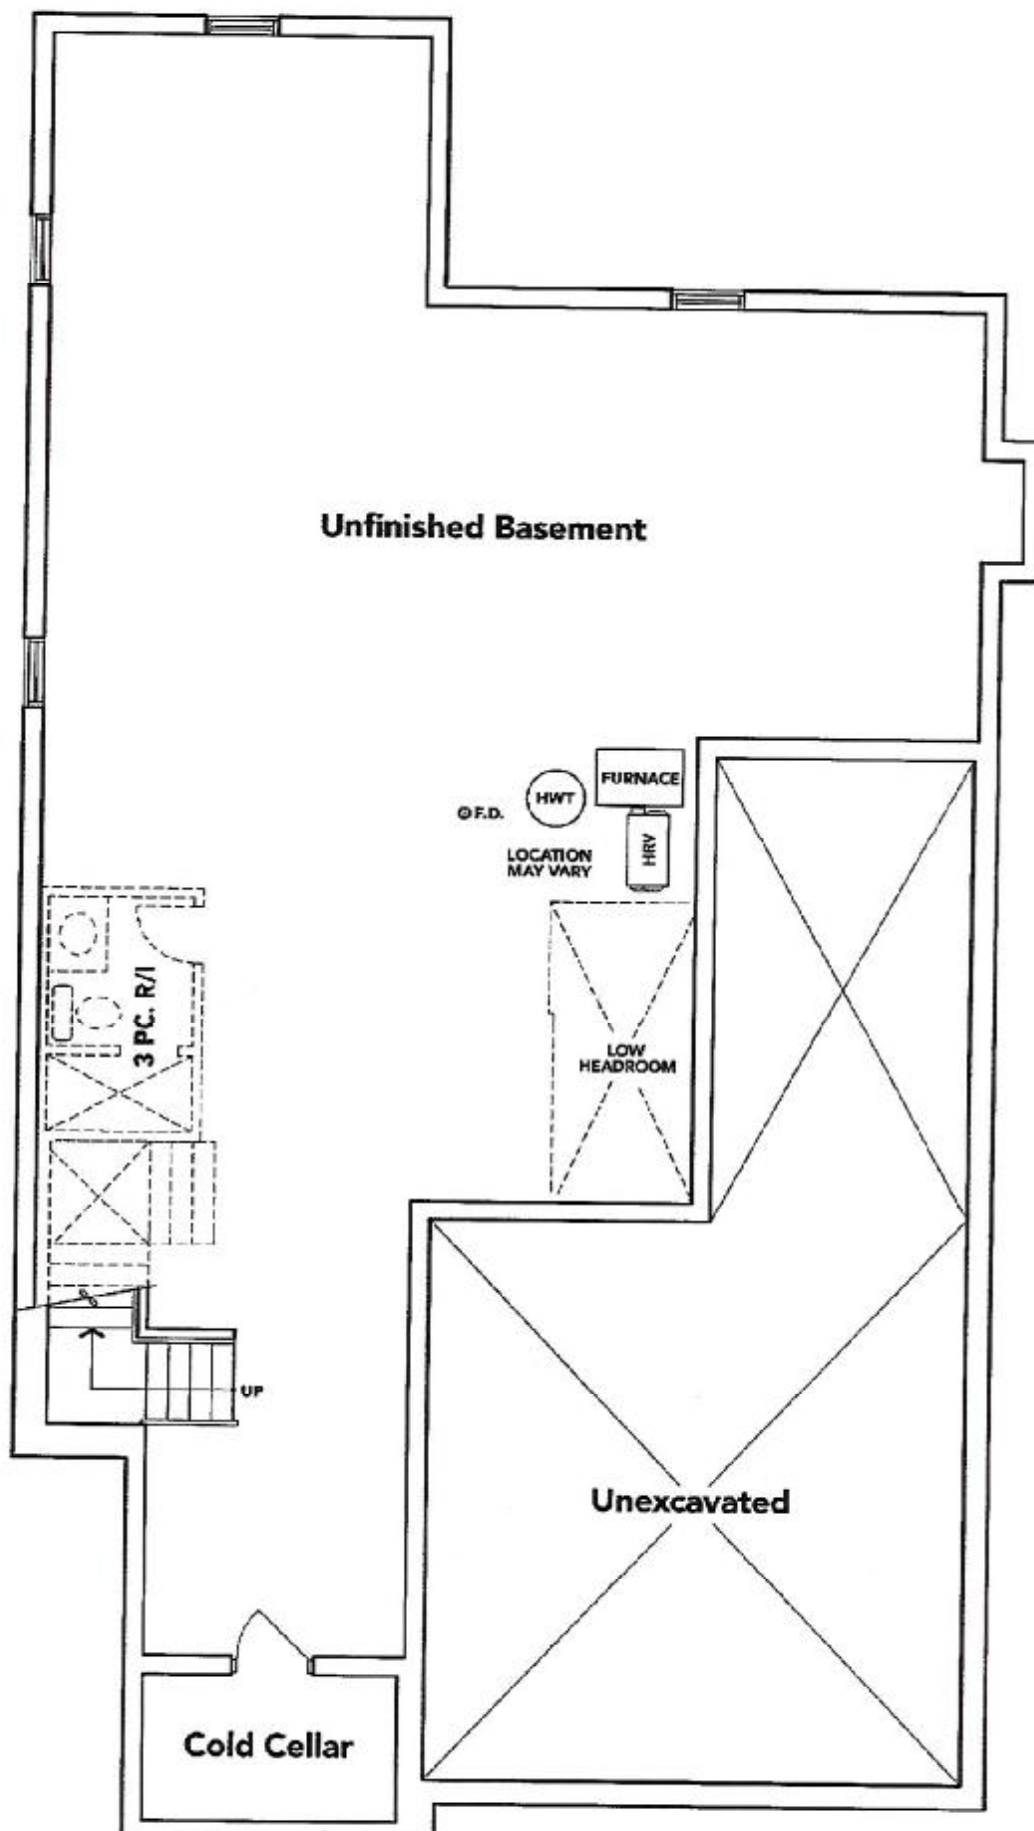 Unfinished Basement
FURNACE
HWT
F.D.
HRV
LOCATION
MAY VARY
3 PC. R/I
LOW
HEADROOM
UP
Unexcavated
Cold Cellar